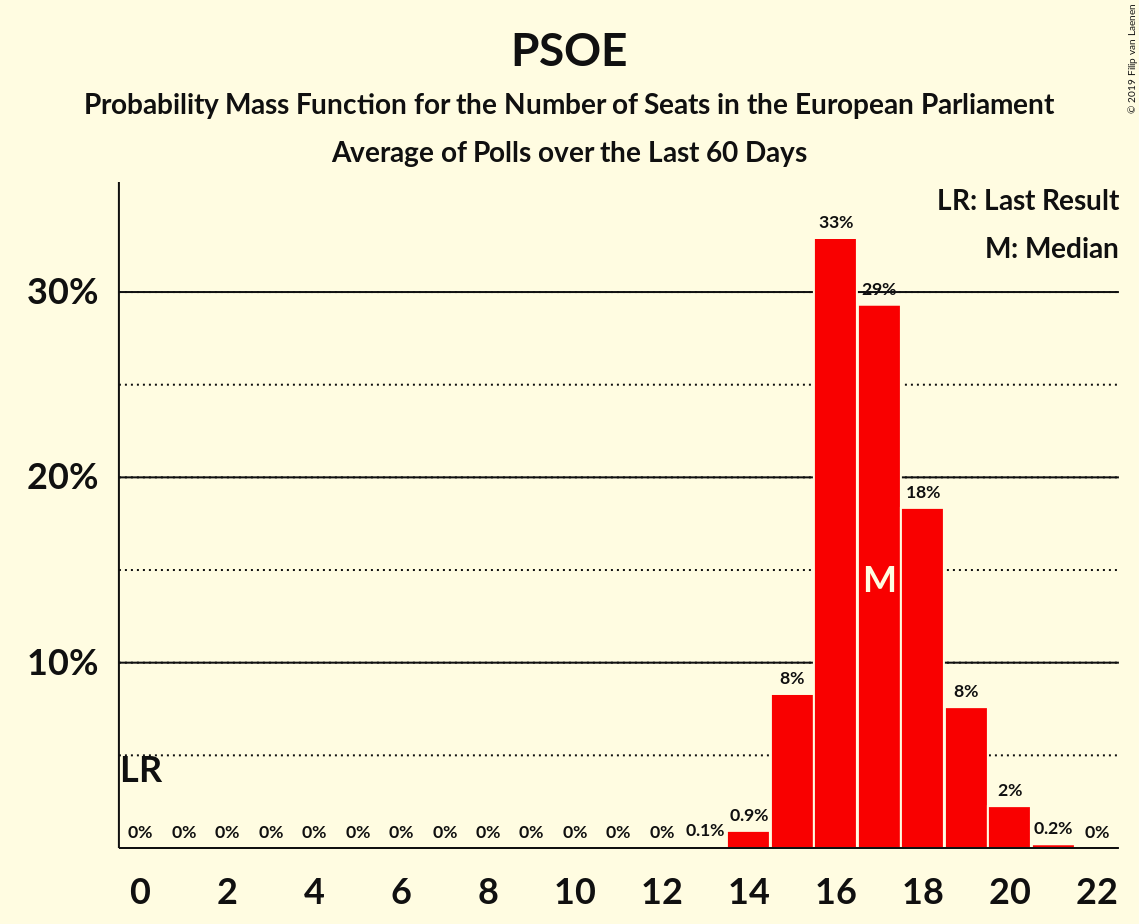 PSOE
Probability Mass Function for the Number of Seats in the European Parliament
Average of Polls over the Last 60 Days
© 2019 Filip van Laenen
LR: Last Result
M: Median
33%
30%
29%
20%
18%
M
10%
8%
8%
LR
2%
0%
0%
0%
0%
0%
0%
0%
0%
0%
0%
0%
0%
0%
0.1%
0.9%
0.2%
0%
0 2 4 6 8 10 12 14 16 18 20 22